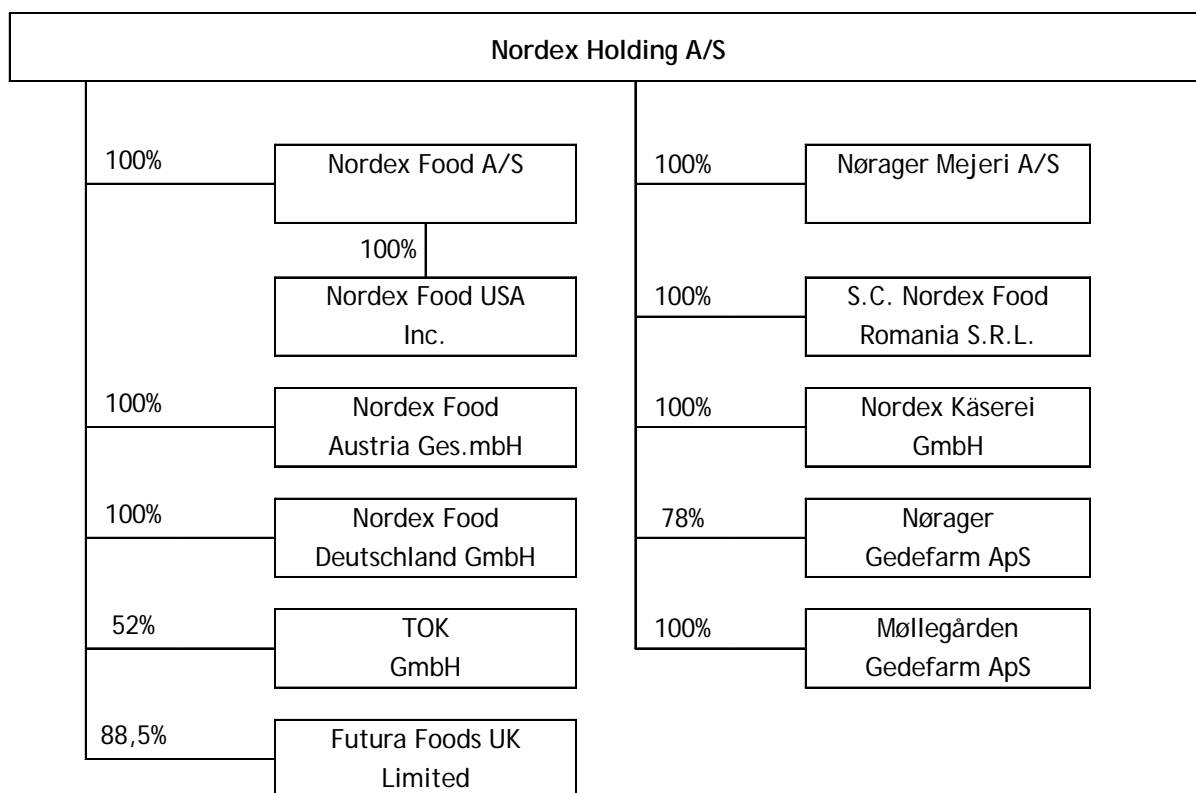 Nordex Holding A/S
100%
Nordex Food A/S
100%
Nordex Food USA
Inc.
100%
Nordex Food
Austria Ges.mbH
100%
Nordex Food
Deutschland GmbH
52%
TOK
GmbH
88,5%
Futura Foods UK
Limited
100%
Nørager Mejeri A/S
100%
S.C. Nordex Food
Romania S.R.L.
100%
Nordex Käserei
GmbH
78%
Nørager
Gedefarm ApS
100%
Møllegården
Gedefarm ApS